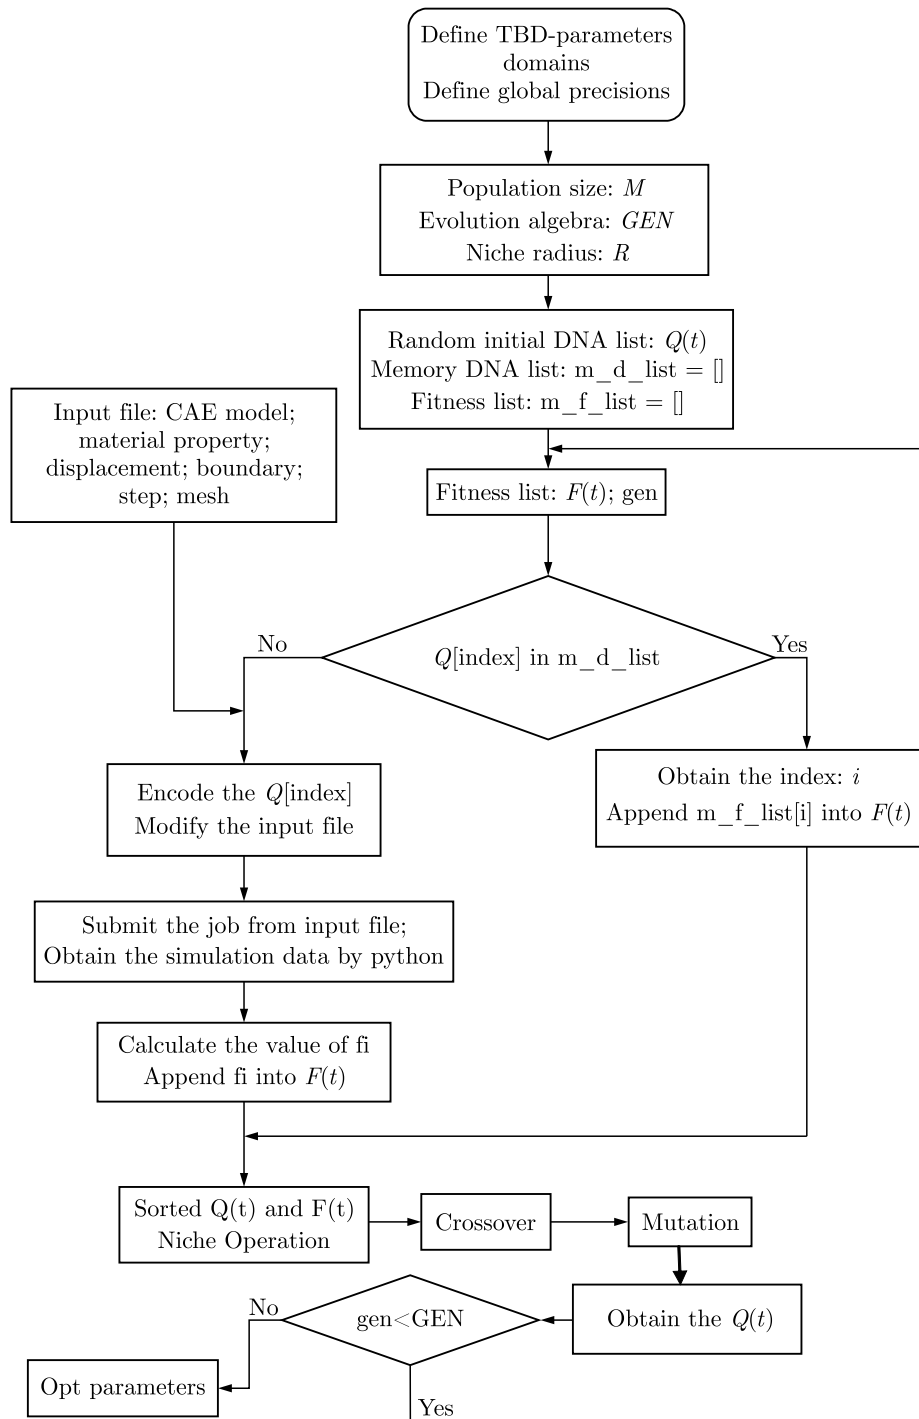 Define TBD-parameters
domains
Define global precisions
Population size: M
Evolution algebra: GEN
Niche radius: R
Random initial DNA list: Q(t)
Memory DNA list: m_d_list = []
Fitness list: m_f_list = []
Input file: CAE model;
material property;
displacement; boundary;
step; mesh
Fitness list: F(t); gen
No
Q[index] in m_d_list
Yes
Encode the Q[index]
Modify the input file
Obtain the index: i
Append m_f_list[i] into F(t)
Submit the job from input file;
Obtain the simulation data by python
Calculate the value of fi
Append fi into F(t)
Sorted Q(t) and F(t)
Niche Operation
Crossover
Mutation
Obtain the Q(t)
gen<GEN
No
Opt parameters
Yes